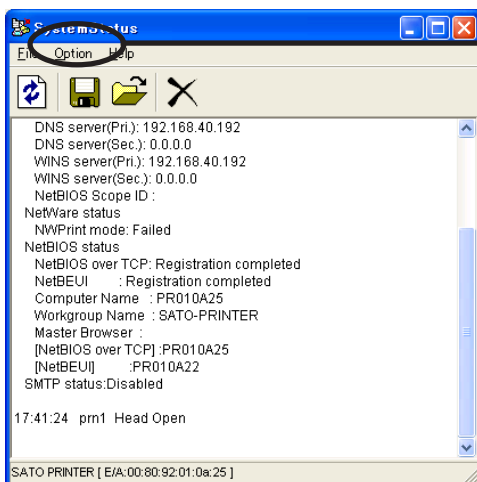 SystemStatus
File Option Help
DNS server(Pri.): 192.168.40.192
DNS server(Sec.): 0.0.0.0
WINS server(Pri.): 192.168.40.192
WINS server(Sec.): 0.0.0.0
NetBIOS Scope ID :
NetWare status
NWPrint mode: Failed
NetBIOS status
NetBIOS over TCP: Registration completed
NetBEUI : Registration completed
Computer Name : PR010A25
Workgroup Name : SATO-PRINTER
Master Browser :
[NetBIOS over TCP] :PR010A25
[NetBEUI] :PR010A22
SMTP status:Disabled
17:41:24 prn1 Head Open
SATO PRINTER [ E/A:00:80:92:01:0a:25 ]